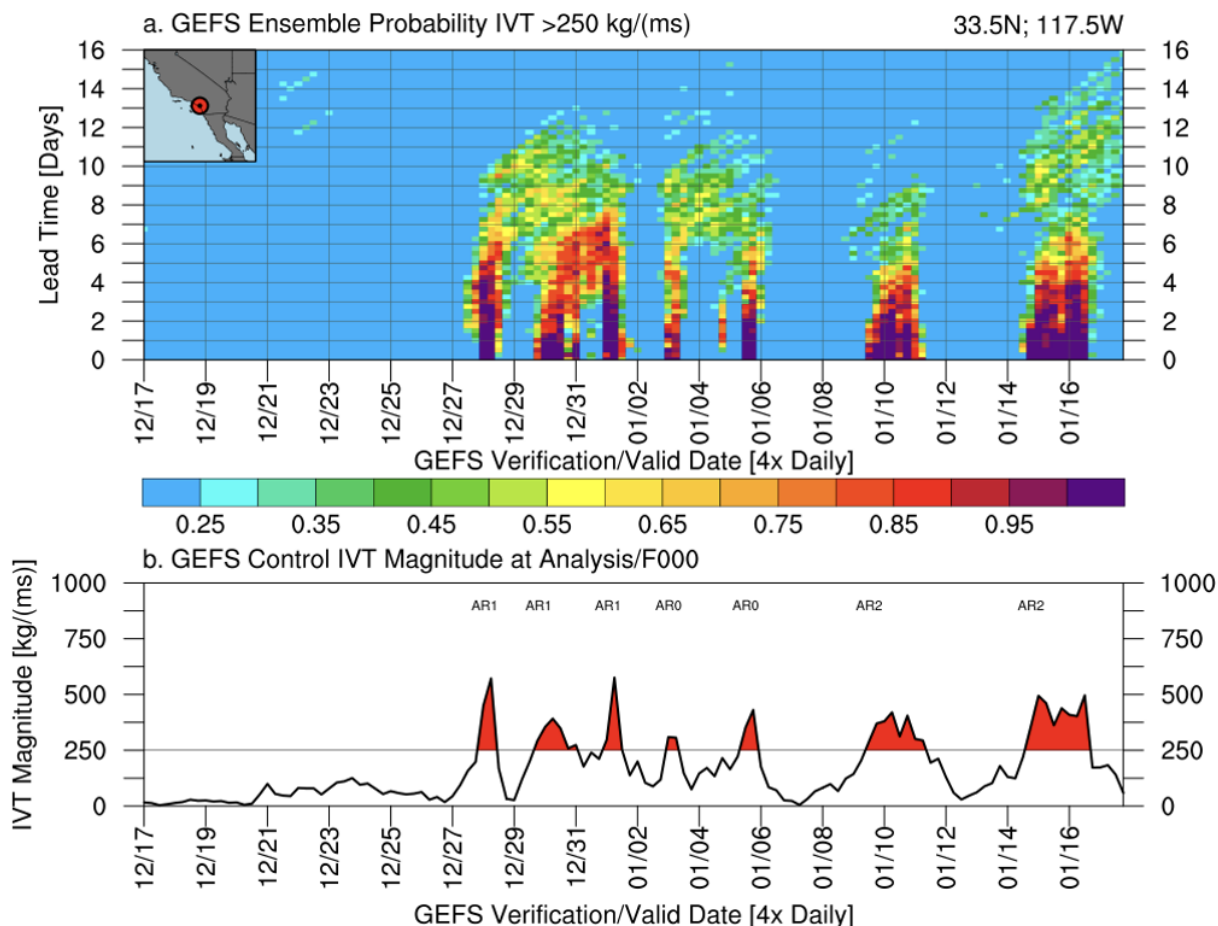 a. GEFS Ensemble Probability IVT >250 kg/(ms) 33.5N; 117.5W
16 16
14 14
12 12
10 10
8 8
6 6
4 4
2 2
0 0
Lead Time [Days]
12/17 12/19 12/21 12/23 12/25 12/27 12/29 12/31 01/02 01/04 01/06 01/08 01/10 01/12 01/14 01/16
GEFS Verification/Valid Date [4x Daily]
0.25 0.35 0.45 0.55 0.65 0.75 0.85 0.95
b. GEFS Control IVT Magnitude at Analysis/F000
1000 1000
AR1 AR1 AR1 AR0 AR0 AR2 AR2
750 750
500 500
250 250
0 0
IVT Magnitude [kg/(ms)]
12/17 12/19 12/21 12/23 12/25 12/27 12/29 12/31 01/02 01/04 01/06 01/08 01/10 01/12 01/14 01/16
GEFS Verification/Valid Date [4x Daily]